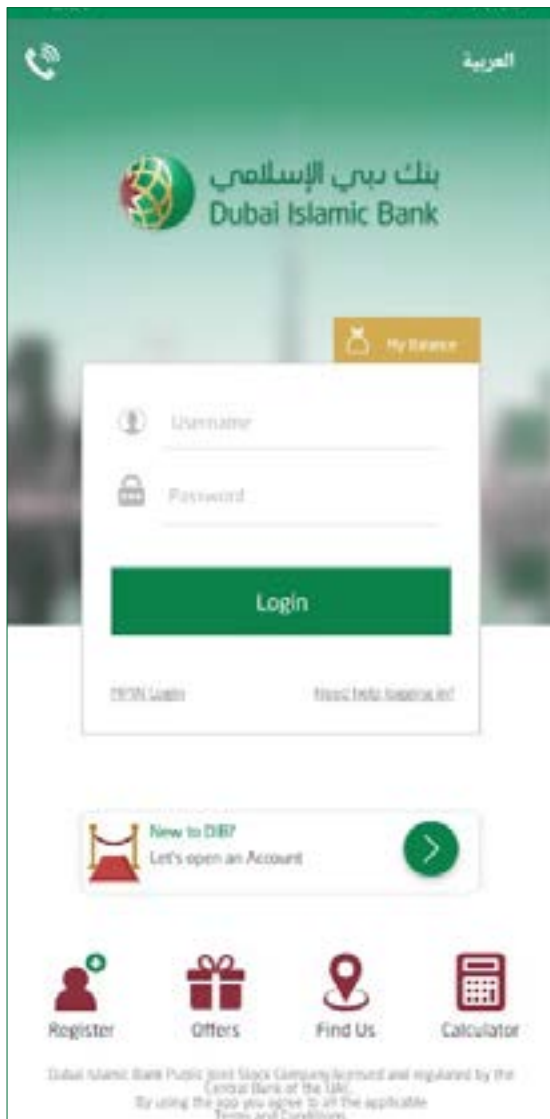 العربية
بنك دبي الإسلامي
Dubai Islamic Bank
My Balance
Username
Password
Login
MPIN Login
Need help logging in?
New to DIB?
Let's open an Account
Register
Offers
Find Us
Calculator
Dubai Islamic Bank Public Joint Stock Company licensed and regulated by the
Central Bank of the UAE.
By using the app you agree to all the applicable
Terms and Conditions